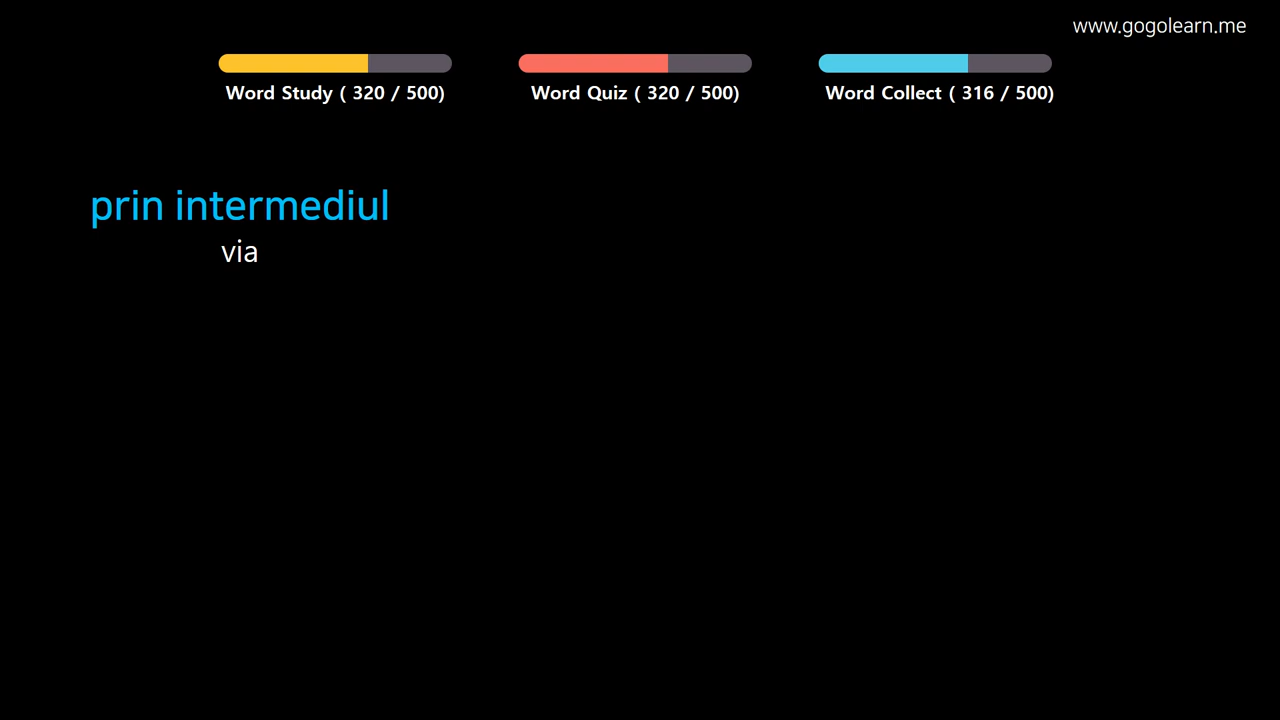 www.gogolearn.me
Word Study ( 320 / 500)
Word Quiz ( 320 / 500)
Word Collect ( 316 / 500)
prin intermediul
via